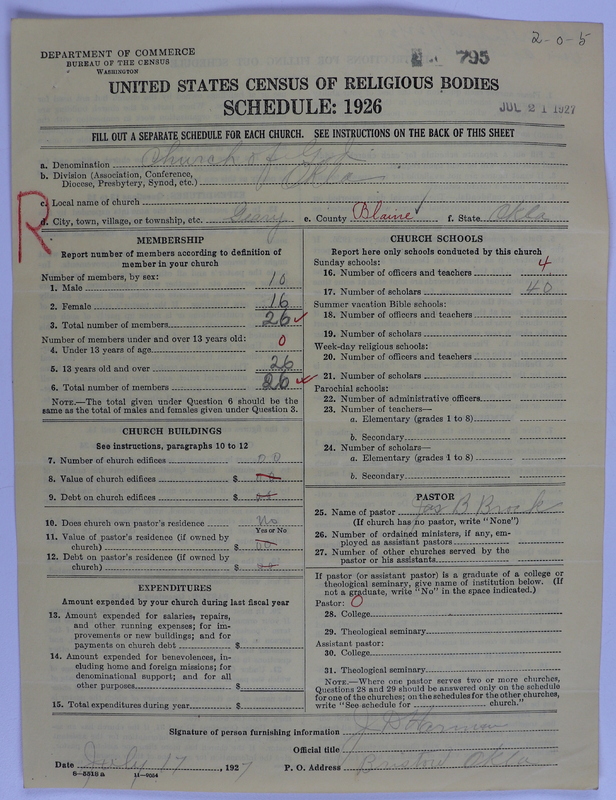 2-0-5
DEPARTMENT OF COMMERCE
BUREAU OF THE CENSUS
WASHINGTON
795
UNITED STATES CENSUS OF RELIGIOUS BODIES
SCHEDULE: 1926
JUL 21 1927
FILL OUT A SEPARATE SCHEDULE FOR EACH CHURCH. SEE INSTRUCTIONS ON THE BACK OF THIS SHEET
a. Denomination Church of God
b. Division (Association, Conference,
Diocese, Presbytery, Synod, etc.) Okla
R
c. Local name of church
d. City, town, village, or township, etc. Geary e. County Blaine ✓ f. State Okla
MEMBERSHIP
Report number of members according to definition of
member in your church
Number of members, by sex:
1. Male 10
2. Female 16
3. Total number of members 26 ✓
Number of members under and over 13 years old:
4. Under 13 years of age 0
5. 13 years old and over 26
6. Total number of members 26 ✓
NOTE.—The total given under Question 6 should be the
same as the total of males and females given under Question 3.
CHURCH BUILDINGS
See instructions, paragraphs 10 to 12
7. Number of church edifices 00
8. Value of church edifices $
9. Debt on church edifices $
10. Does church own pastor's residence No
Yes or No
11. Value of pastor's residence (if owned by
church) $
12. Debt on pastor's residence (if owned by
church) $
EXPENDITURES
Amount expended by your church during last fiscal year
13. Amount expended for salaries, repairs,
and other running expenses; for im-
provements or new buildings; and for
payments on church debt $
14. Amount expended for benevolences, in-
cluding home and foreign missions; for
denominational support; and for all
other purposes $
15. Total expenditures during year $
CHURCH SCHOOLS
Report here only schools conducted by this church
Sunday schools:
16. Number of officers and teachers 4
17. Number of scholars 40
Summer vacation Bible schools:
18. Number of officers and teachers
19. Number of scholars
Week-day religious schools:
20. Number of officers and teachers
21. Number of scholars
Parochial schools:
22. Number of administrative officers
23. Number of teachers—
a. Elementary (grades 1 to 8)
b. Secondary
24. Number of scholars—
a. Elementary (grades 1 to 8)
b. Secondary
PASTOR
25. Name of pastor Jas B Brock
(If church has no pastor, write "None")
26. Number of ordained ministers, if any, em-
ployed as assistant pastors
27. Number of other churches served by the
pastor or his assistants
If pastor (or assistant pastor) is a graduate of a college or
theological seminary, give name of institution below. (If
not a graduate, write "No" in the space indicated.)
Pastor: 0
28. College
29. Theological seminary
Assistant pastor:
30. College
31. Theological seminary
NOTE.—Where one pastor serves two or more churches,
Questions 28 and 29 should be answered only on the schedule
for one of the churches; on the schedules for the other churches,
write "See schedule for church."
Signature of person furnishing information
Official title
Date July 17, 1927 P. O. Address Bristow Okla
8-5518 a 11-9034